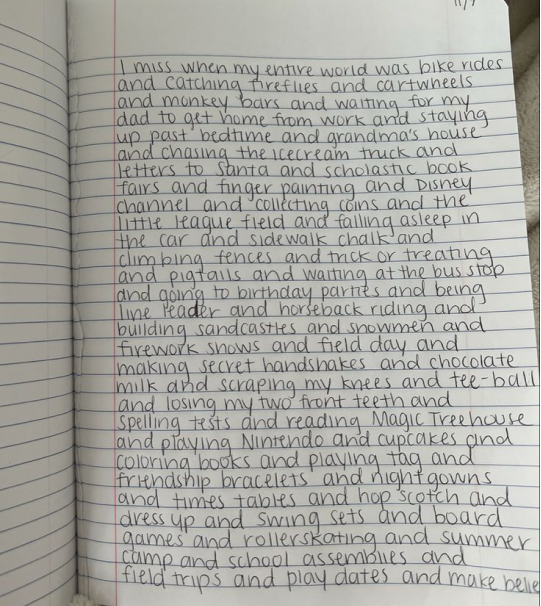 11/7
I miss when my entire world was bike rides
and catching fireflies and cartwheels
and monkey bars and waiting for my
dad to get home from work and staying
up past bedtime and grandma's house
and chasing the icecream truck and
letters to Santa and scholastic book
fairs and finger painting and Disney
channel and collecting coins and the
little league field and falling asleep in
the car and sidewalk chalk and
climbing fences and trick or treating
and pigtails and waiting at the bus stop
and going to birthday parties and being
line leader and horseback riding and
building sandcastles and snowmen and
firework shows and field day and
making secret handshakes and chocolate
milk and scraping my knees and tee-ball
and losing my two front teeth and
spelling tests and reading Magic Treehouse
and playing Nintendo and cupcakes and
coloring books and playing tag and
friendship bracelets and nightgowns
and times tables and hop scotch and
dress up and swing sets and board
games and rollerskating and summer
camp and school assemblies and
field trips and play dates and make belie